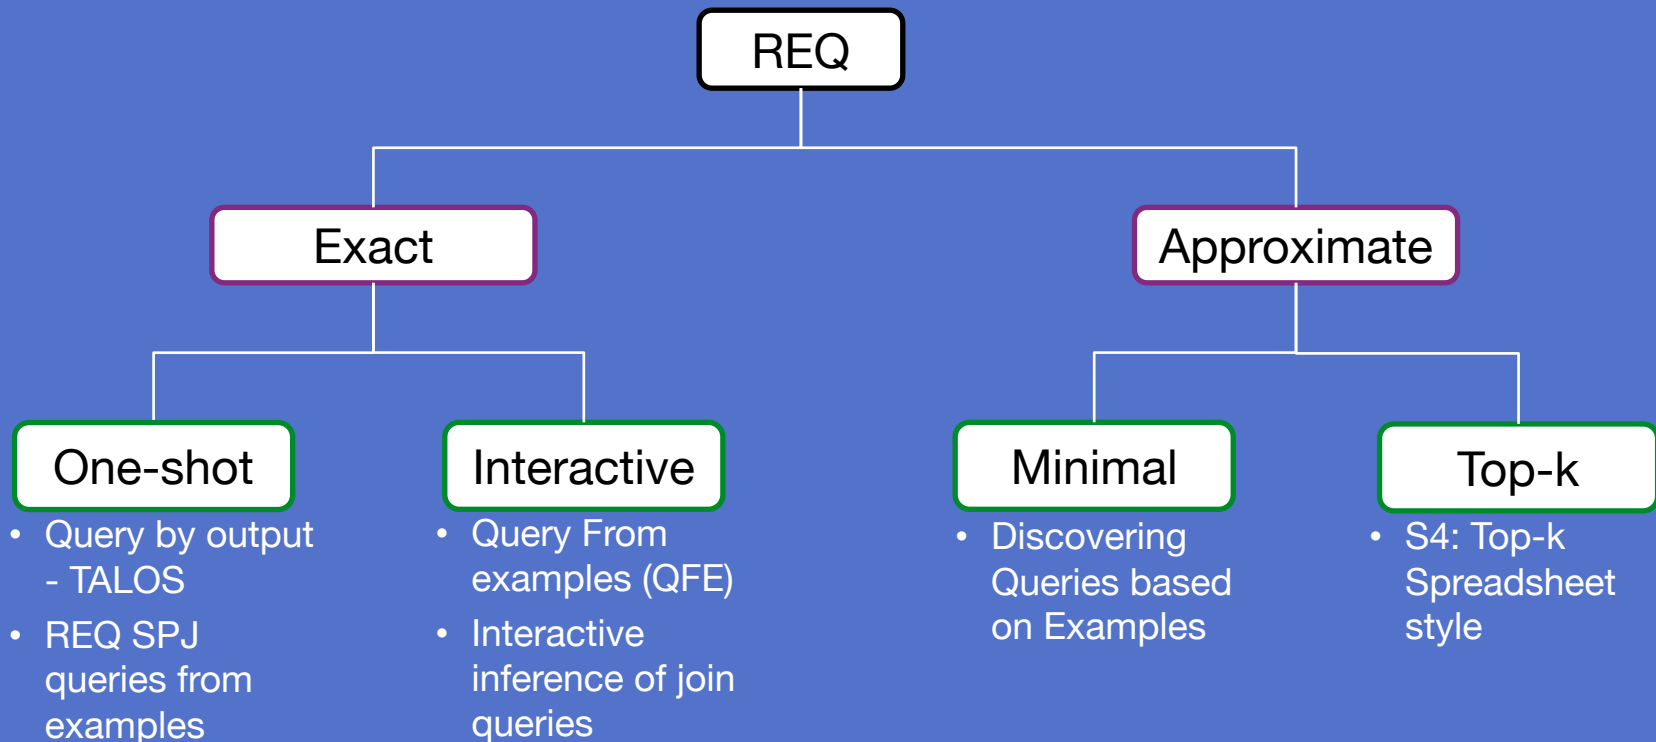 REQ
Exact
Approximate
One-shot
Interactive
Minimal
Top-k
• Query by output
- TALOS
• REQ SPJ
queries from
examples
• Query From
examples (QFE)
• Interactive
inference of join
queries
• Discovering
Queries based
on Examples
• S4: Top-k
Spreadsheet
style